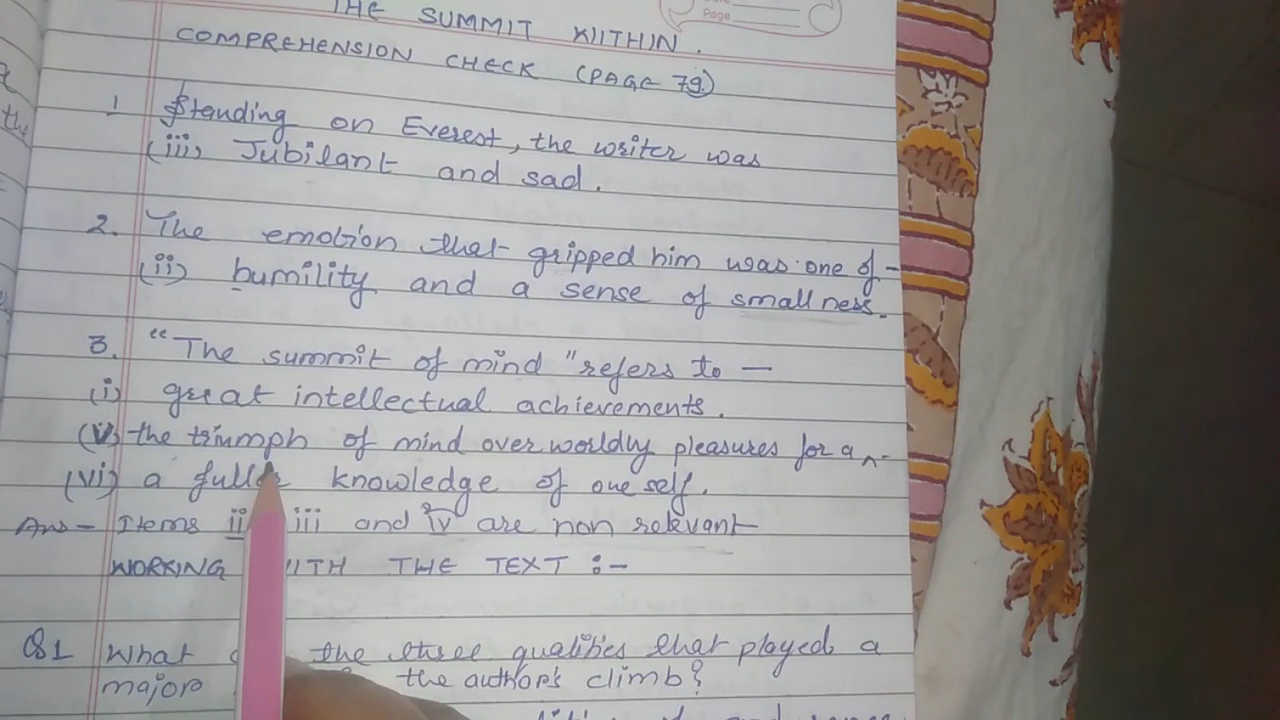 THE SUMMIT WITHIN.
Page
COMPREHENSION CHECK (PAGE 79)
1 Standing on Everest, the writer was
(iii) Jubilant and sad.
2. The emotion that gripped him was one of -
(ii) humility and a sense of smallness.
3. "The summit of mind" refers to —
(i) great intellectual achievements.
(v) the triumph of mind over worldly pleasures for a
(vi) a fuller knowledge of oneself.
Ans - Items ii iii and iv are non relevant
WORKING WITH THE TEXT :-
Q1 What the three qualities that played a
major the author's climb?